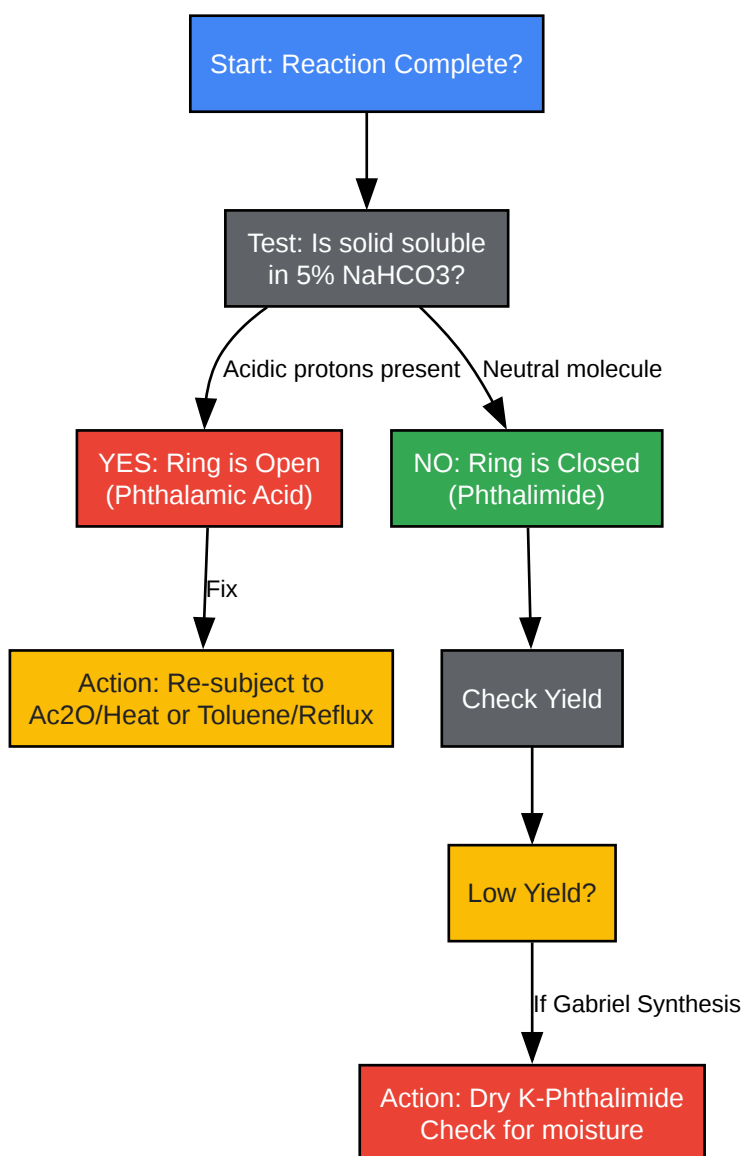 Start: Reaction Complete?
Test: Is solid soluble
in 5% NaHCO3?
Acidic protons present
Neutral molecule
YES: Ring is Open
(Phthalamic Acid)
NO: Ring is Closed
(Phthalimide)
Fix
Action: Re-subject to
Ac2O/Heat or Toluene/Reflux
Check Yield
Low Yield?
If Gabriel Synthesis
Action: Dry K-Phthalimide
Check for moisture